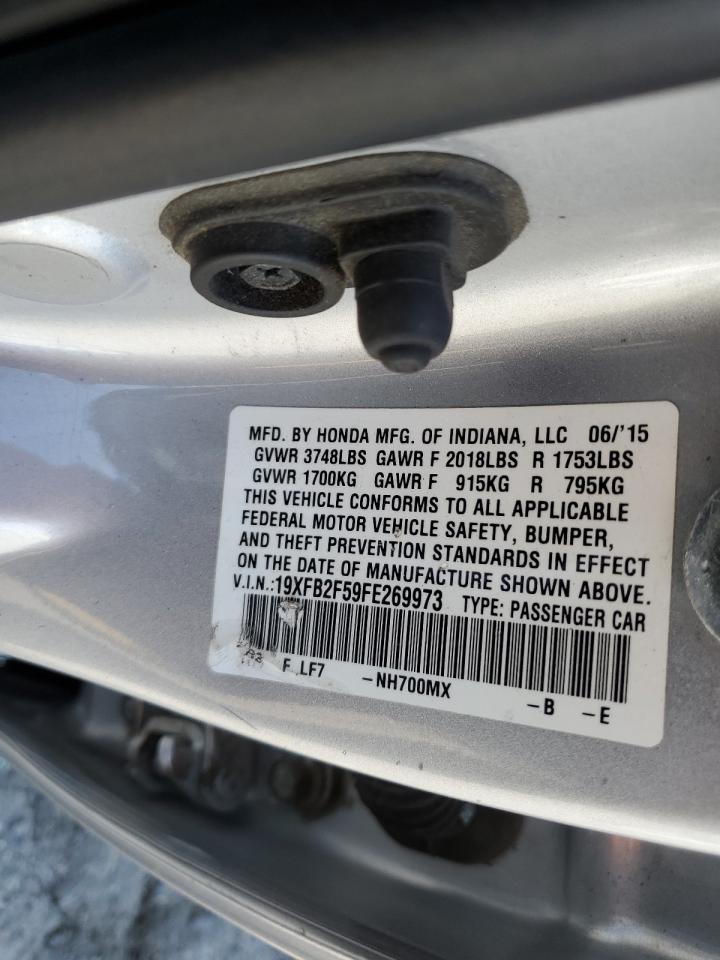 MFD. BY HONDA MFG. OF INDIANA, LLC 06/'15
GVWR 3748LBS GAWR F 2018LBS R 1753LBS
GVWR 1700KG GAWR F 915KG R 795KG
THIS VEHICLE CONFORMS TO ALL APPLICABLE
FEDERAL MOTOR VEHICLE SAFETY, BUMPER,
AND THEFT PREVENTION STANDARDS IN EFFECT
ON THE DATE OF MANUFACTURE SHOWN ABOVE.
V.I.N.: 19XFB2F59FE269973 TYPE: PASSENGER CAR
F LF7 -NH700MX -B -E